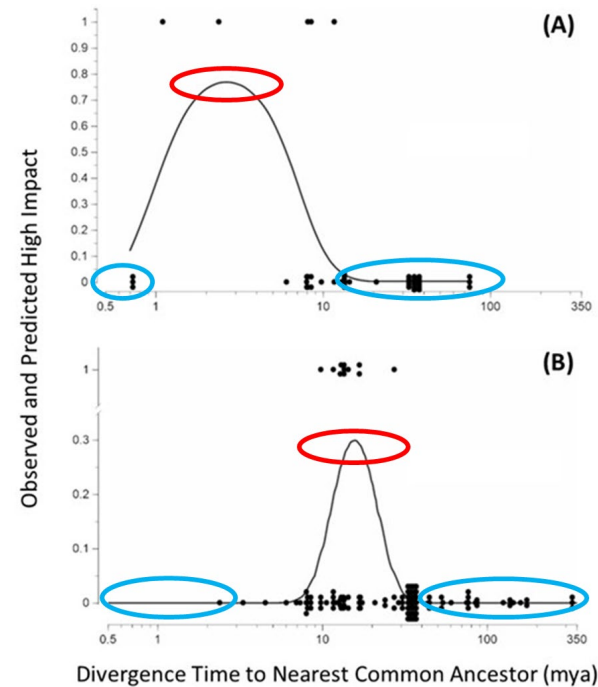 Observed and Predicted High Impact
(A)
1
0.9
0.8
0.7
0.6
0.5
0.4
0.3
0.2
0.1
0
0.5 1 10 100 350
(B)
1
0.3
0.2
0.1
0
0.5 1 10 100 350
Divergence Time to Nearest Common Ancestor (mya)